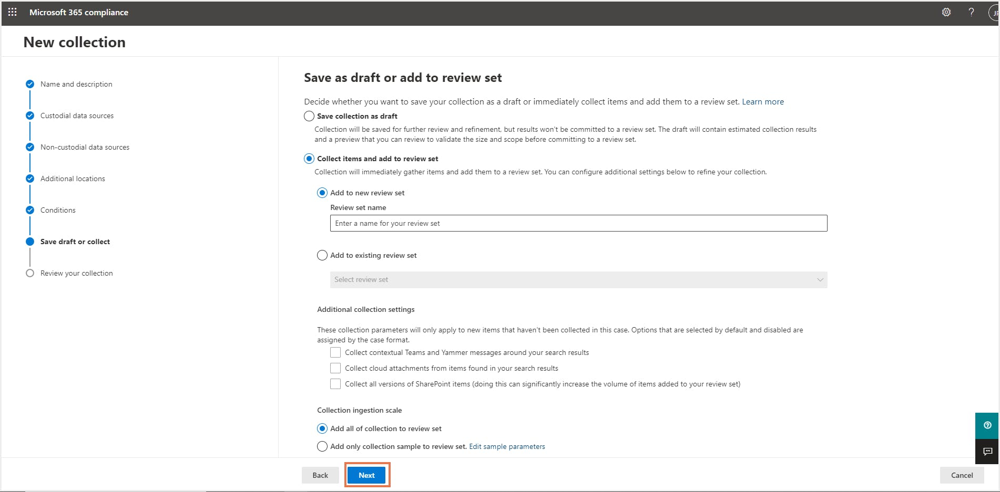 Microsoft 365 compliance
?
JP
New collection
Name and description
Custodial data sources
Non-custodial data sources
Additional locations
Conditions
Save draft or collect
Review your collection
Save as draft or add to review set
Decide whether you want to save your collection as a draft or immediately collect items and add them to a review set. Learn more
Save collection as draft
Collection will be saved for further review and refinement, but results won't be committed to a review set. The draft will contain estimated collection results
and a preview that you can review to validate the size and scope before committing to a review set.
Collect items and add to review set
Collection will immediately gather items and add them to a review set. You can configure additional settings below to refine your collection.
Add to new review set
Review set name
Enter a name for your review set
Add to existing review set
Select review set
Additional collection settings
These collection parameters will only apply to new items that haven't been collected in this case. Options that are selected by default and disabled are
assigned by the case format.
Collect contextual Teams and Yammer messages around your search results
Collect cloud attachments from items found in your search results
Collect all versions of SharePoint items (doing this can significantly increase the volume of items added to your review set)
Collection ingestion scale
Add all of collection to review set
Add only collection sample to review set. Edit sample parameters
Back
Next
Cancel